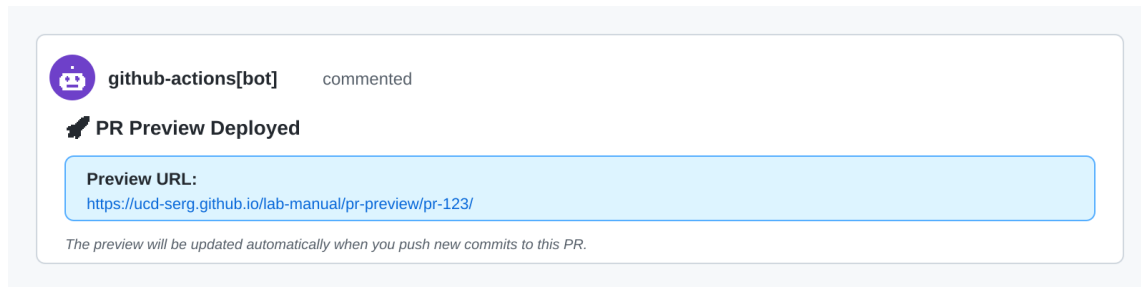 github-actions[bot] commented
🚀 PR Preview Deployed
Preview URL:
https://ucd-serg.github.io/lab-manual/pr-preview/pr-123/
The preview will be updated automatically when you push new commits to this PR.